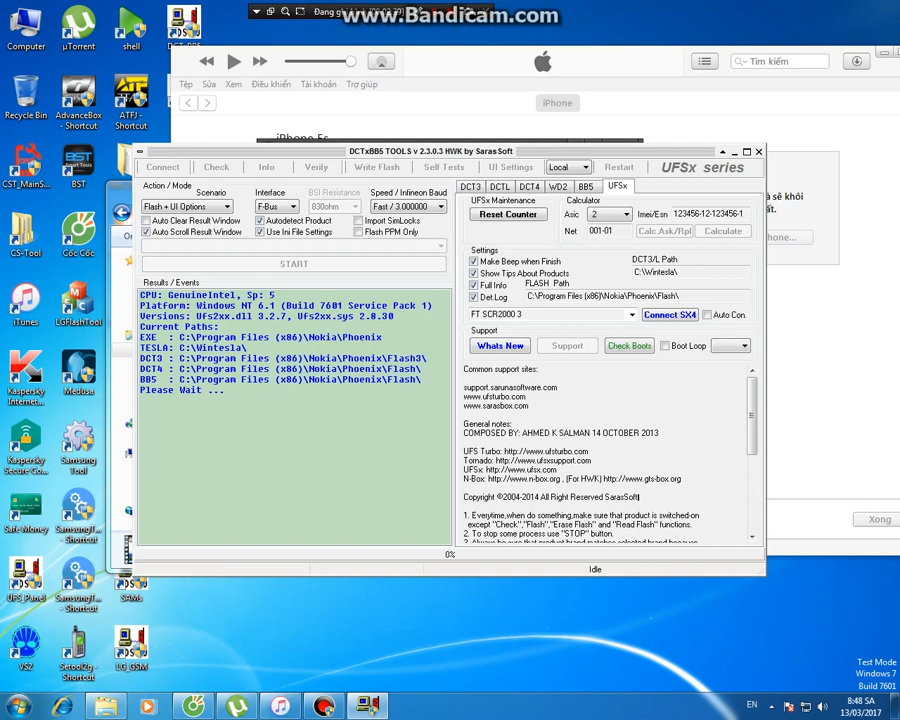 www.Bandicam.com
Computer
µTorrent
shell
DCT_BB5
Tìm kiếm
Tệp Sửa Xem Điều khiển Tài khoản Trợ giúp
iPhone
iPhone 5s
Recycle Bin
AdvanceBox - Shortcut
ATFJ - Shortcut
DCTxBB5 TOOLS v 2.3.0.3 HWK by SarasSoft
Connect Check Info Verify Write Flash Self Tests UI Settings Local Restart UFSx series
Action / Mode
Scenario Interface BSI Resistance Speed / Infineon Baud
Flash + UI Options F-Bus 83Oohm Fast / 3.000000
Auto Clear Result Window Autodetect Product Import SimLocks
Auto Scroll Result Window Use Ini File Settings Flash PPM Only
START
Results / Events
CPU: GenuineIntel, Sp: 5
Platform: Windows NT 6.1 (Build 7601 Service Pack 1)
Versions: Ufs2xx.dll 3.2.7, Ufs2xx.sys 2.8.30
Current Paths:
EXE : C:\Program Files (x86)\Nokia\Phoenix
TESLA: C:\Wintesla\
DCT3 : C:\Program Files (x86)\Nokia\Phoenix\Flash3\
DCT4 : C:\Program Files (x86)\Nokia\Phoenix\Flash\
BB5 : C:\Program Files (x86)\Nokia\Phoenix\Flash\
Please Wait ...
DCT3 DCTL DCT4 WD2 BB5 UFSx
UFSx Maintenance
Reset Counter
Calculator
Asic 2 Imei/Esn 123456-12-123456-1
Net 001-01 Calc.Ask/Rpl Calculate
Settings
Make Beep when Finish DCT3/L Path
Show Tips About Products C:\Wintesla\
Full Info FLASH Path
Det.Log C:\Program Files (x86)\Nokia\Phoenix\Flash\
FT SCR2000 3 Connect SX4 Auto Con.
Support
Whats New Support Check Boots Boot Loop
Common support sites:
support.sarunasoftware.com
www.ufsturbo.com
www.sarasbox.com
General notes:
COMPOSED BY: AHMED K SALMAN 14 OCTOBER 2013
UFS Turbo: http://www.ufsturbo.com
Tornado: http://www.ufsxsupport.com
UFSx: http://www.ufsx.com
N-Box: http://www.n-box.org , (For HWK) http://www.gts-box.org
Copyright ©2004-2014 All Right Reserved SarasSoft
1. Everytime,when do something,make sure that product is switched-on
except "Check","Flash","Erase Flash" and "Read Flash" functions.
2. To stop some process use "STOP" button.
0%
Idle
sẽ khôi
Xong
CST_MainS...
BST
CS-Tool
Cốc Cốc
iTunes
LGFlashTool
Kaspersky Internet...
Medusa
Kaspersky Secure Co...
Samsung Tool
Safe Money
SamsungT... - Shortcut
UFS_Panel
SamsungT... - Shortcut
SAMs
VS2
Setool2g - Shortcut
LG_GSM
Test Mode
Windows 7
Build 7601
EN
8:48 SA
13/03/2017